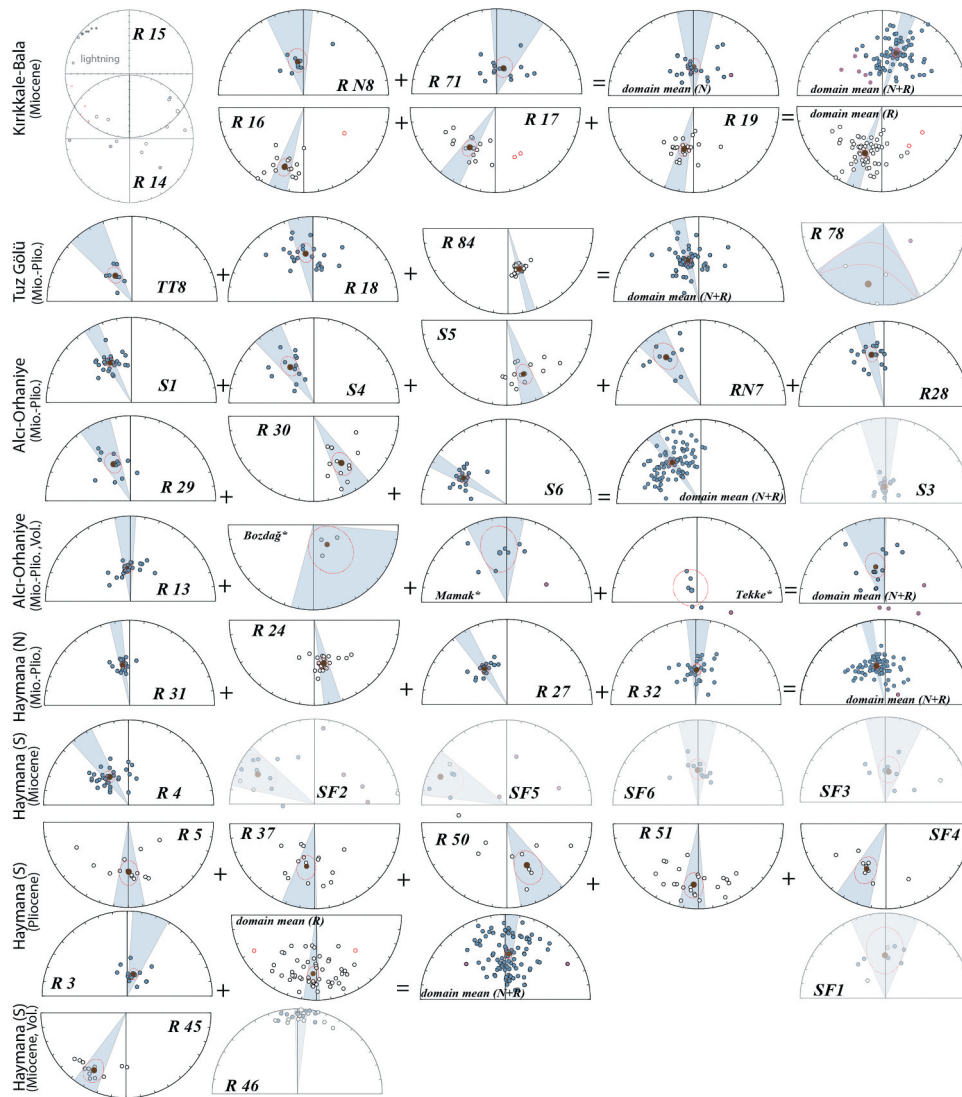 Kırıkkale-Bala
(Miocene)
R 15
lightning
R 14
R N8
+
R 71
=
domain mean (N)
domain mean (N+R)
R 16
+
R 17
+
R 19
=
domain mean (R)
Tuz Gölü
(Mio.-Plio.)
TT8
+
R 18
+
R 84
=
domain mean (N+R)
R 78
Alcı-Orhaniye
(Mio.-Plio.)
S1
+
S4
+
S5
+
RN7
+
R28
R 29
+
R 30
+
S6
=
domain mean (N+R)
S3
Alcı-Orhaniye
(Mio.-Plio.,Vol.)
R 13
+
Bozdağ*
+
Mamak*
+
Tekke*
=
domain mean (N+R)
Haymana (N)
(Mio.-Plio.)
R 31
+
R 24
+
R 27
+
R 32
=
domain mean (N+R)
Haymana (S)
(Miocene)
R 4
SF2
SF5
SF6
SF3
Haymana (S)
(Pliocene)
R 5
+
R 37
+
R 50
+
R 51
+
SF4
R 3
+
domain mean (R)
=
domain mean (N+R)
SF1
Haymana (S)
(Miocene, Vol.)
R 45
R 46